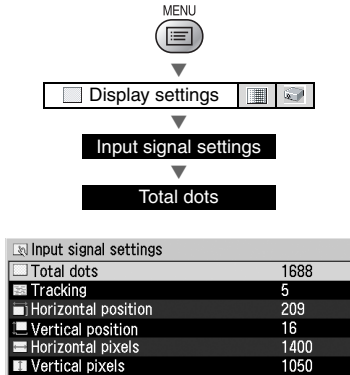 MENU
Display settings
Input signal settings
Total dots
Input signal settings
Total dots 1688
Tracking 5
Horizontal position 209
Vertical position 16
Horizontal pixels 1400
Vertical pixels 1050